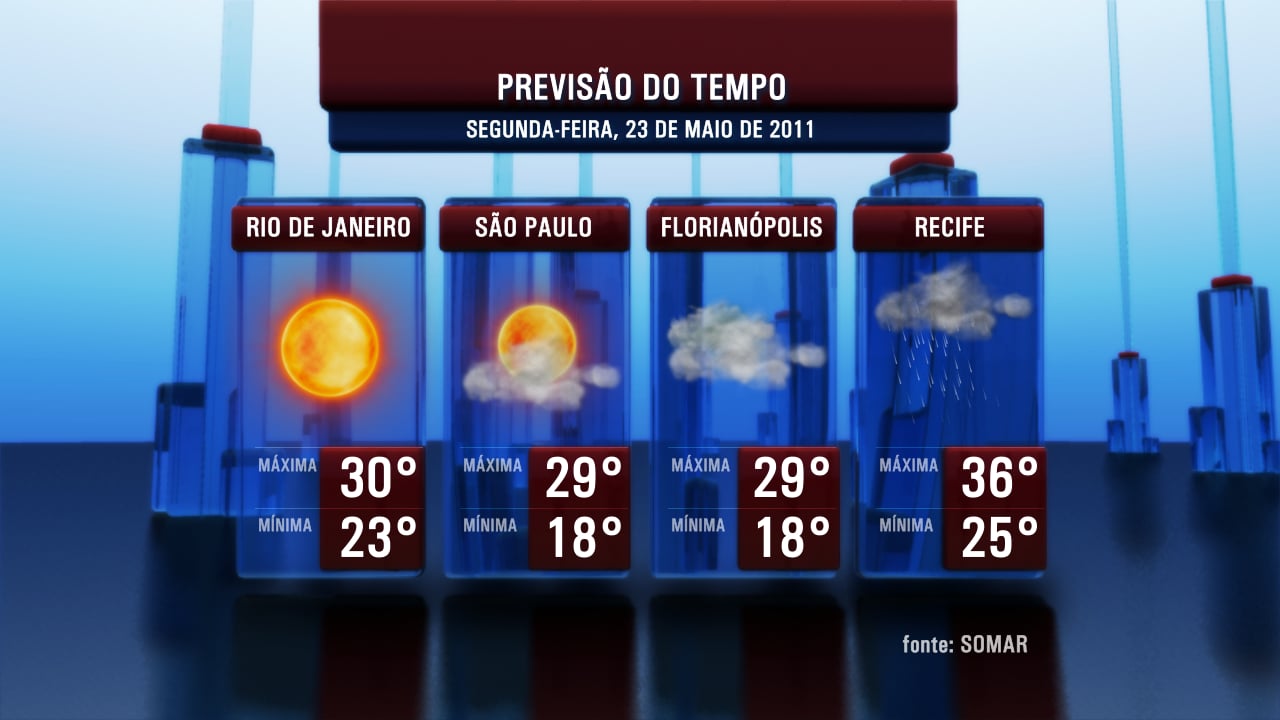 PREVISÃO DO TEMPO
SEGUNDA-FEIRA, 23 DE MAIO DE 2011
RIO DE JANEIRO
MÁXIMA 30°
MÍNIMA 23°
SÃO PAULO
MÁXIMA 29°
MÍNIMA 18°
FLORIANÓPOLIS
MÁXIMA 29°
MÍNIMA 18°
RECIFE
MÁXIMA 36°
MÍNIMA 25°
fonte: SOMAR